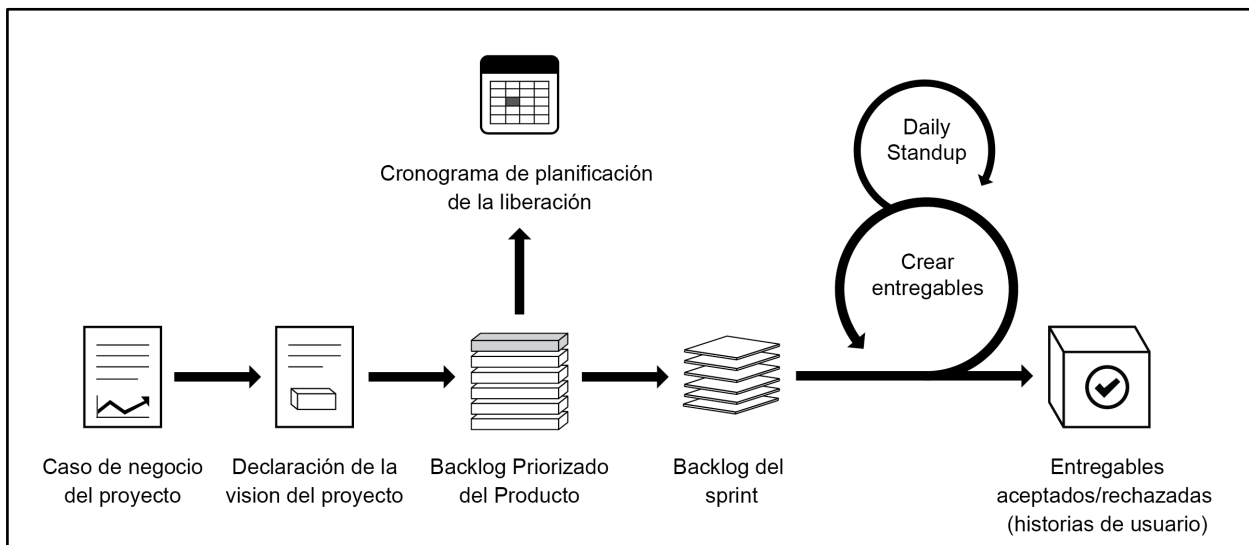 Cronograma de planificación
de la liberación
Daily
Standup
Crear
entregables
Caso de negocio
del proyecto
Declaración de la
vision del proyecto
Backlog Priorizado
del Producto
Backlog del
sprint
Entregables
aceptados/rechazadas
(historias de usuario)